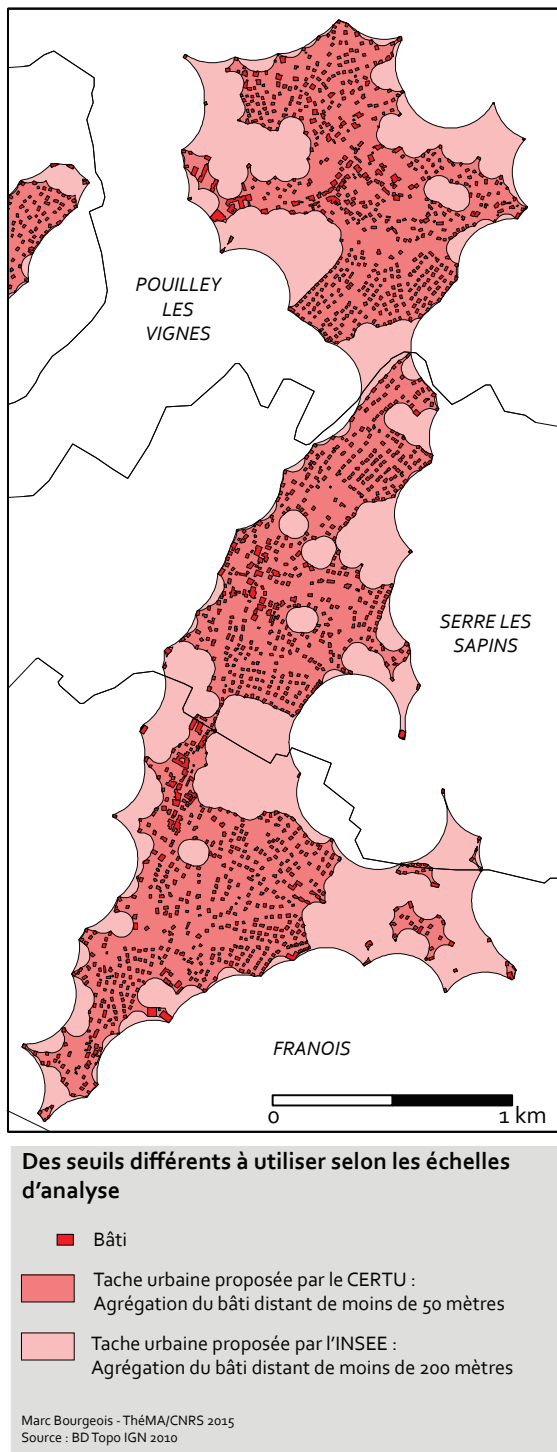 POUILLEY
LES
VIGNES
SERRE LES
SAPINS
FRANOIS
0 1 km
Des seuils différents à utiliser selon les échelles
d'analyse
Bâti
Tache urbaine proposée par le CERTU :
Agrégation du bâti distant de moins de 50 mètres
Tache urbaine proposée par l'INSEE :
Agrégation du bâti distant de moins de 200 mètres
Marc Bourgeois - ThéMA/CNRS 2015
Source : BD Topo IGN 2010